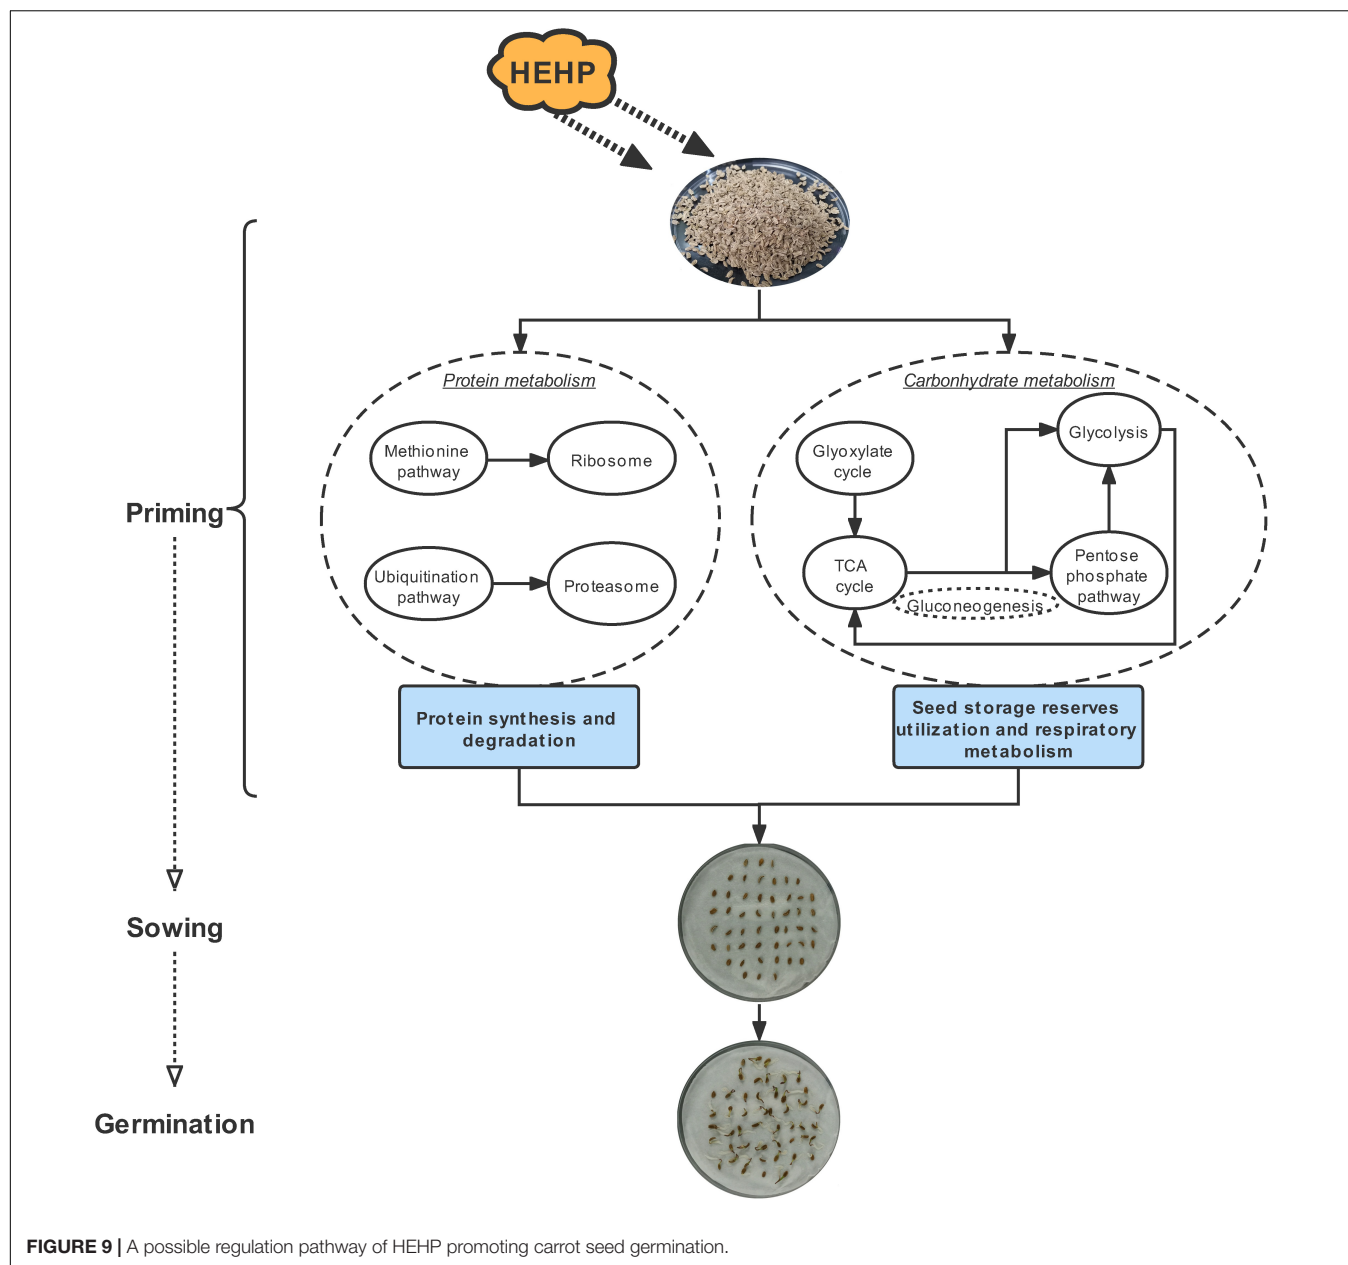 HEHP
Protein metabolism
Methionine
pathway
Ribosome
Ubiquitination
pathway
Proteasome
Carbonhydrate metabolism
Glyoxylate
cycle
Glycolysis
TCA
cycle
Pentose
phosphate
pathway
Gluconeogenesis
Priming
Protein synthesis and
degradation
Seed storage reserves
utilization and respiratory
metabolism
Sowing
Germination
FIGURE 9 | A possible regulation pathway of HEHP promoting carrot seed germination.